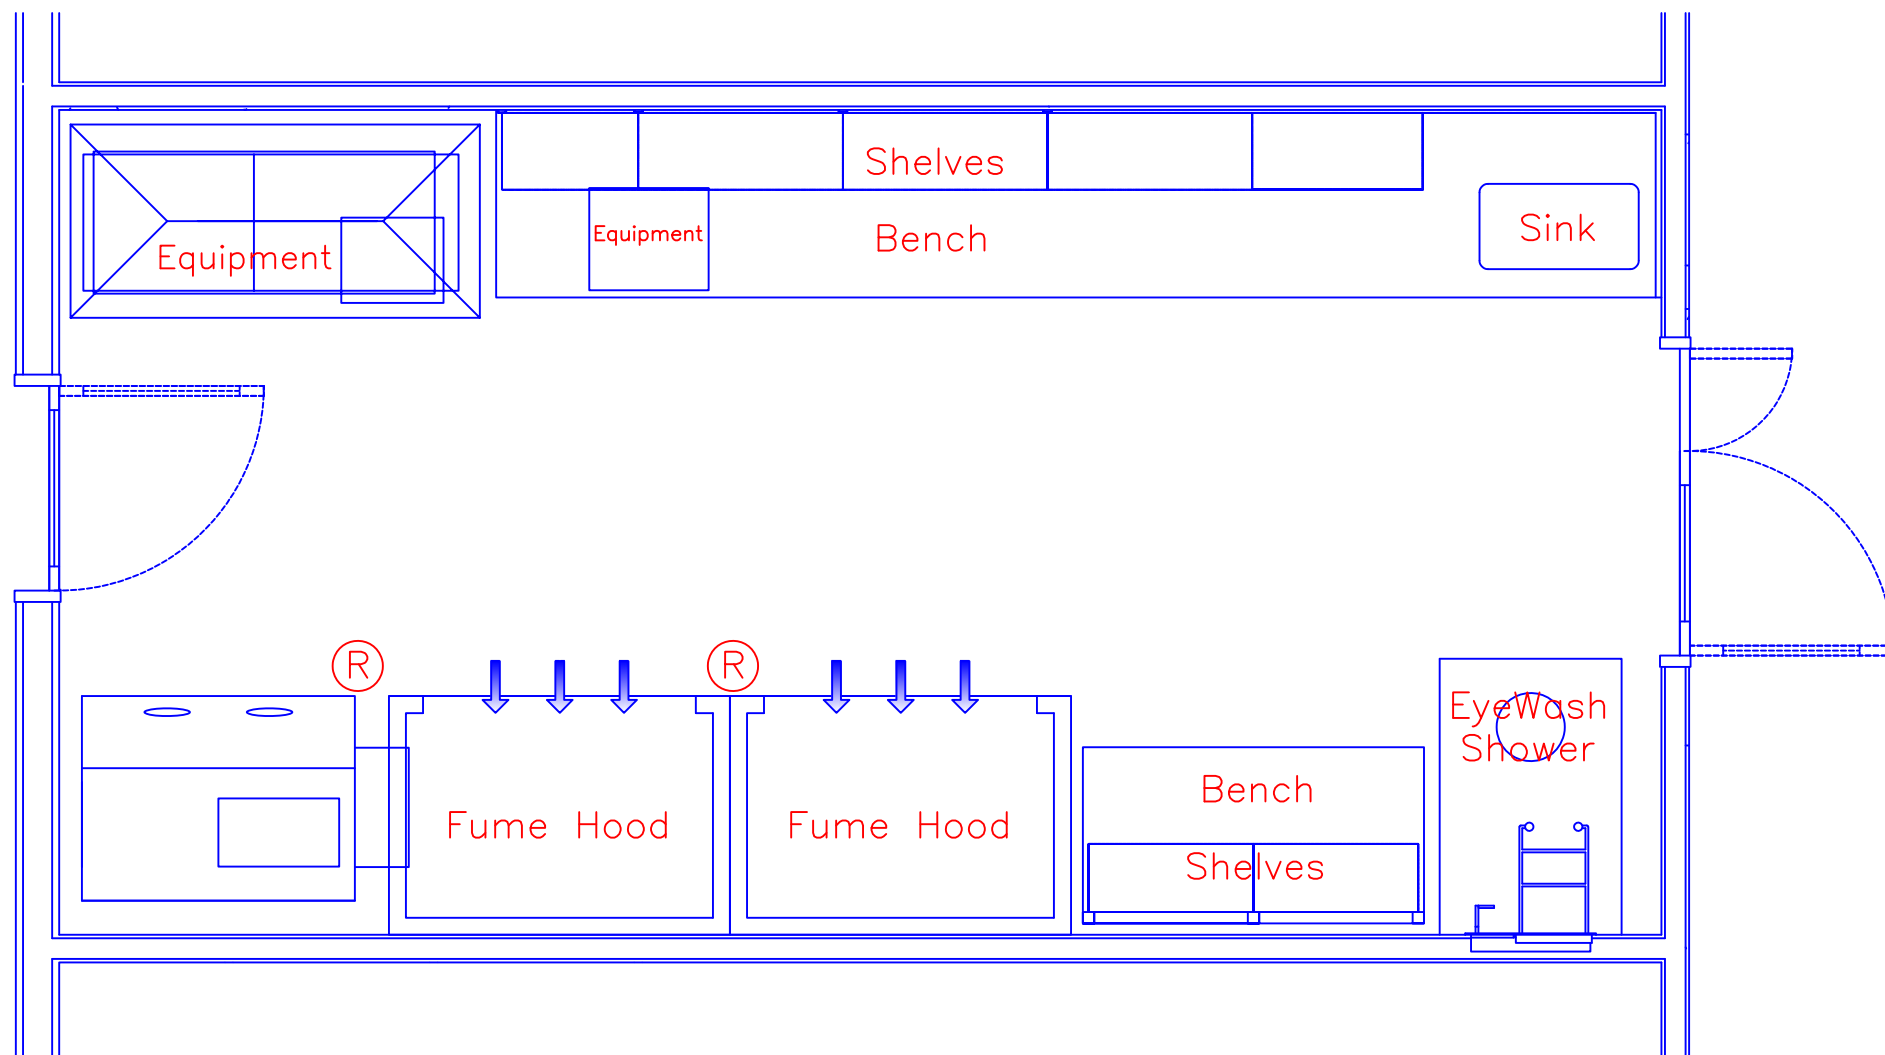 Shelves
Equipment
Bench
Sink
Equipment
R
R
EyeWash
Shower
Bench
Fume Hood
Fume Hood
Shelves